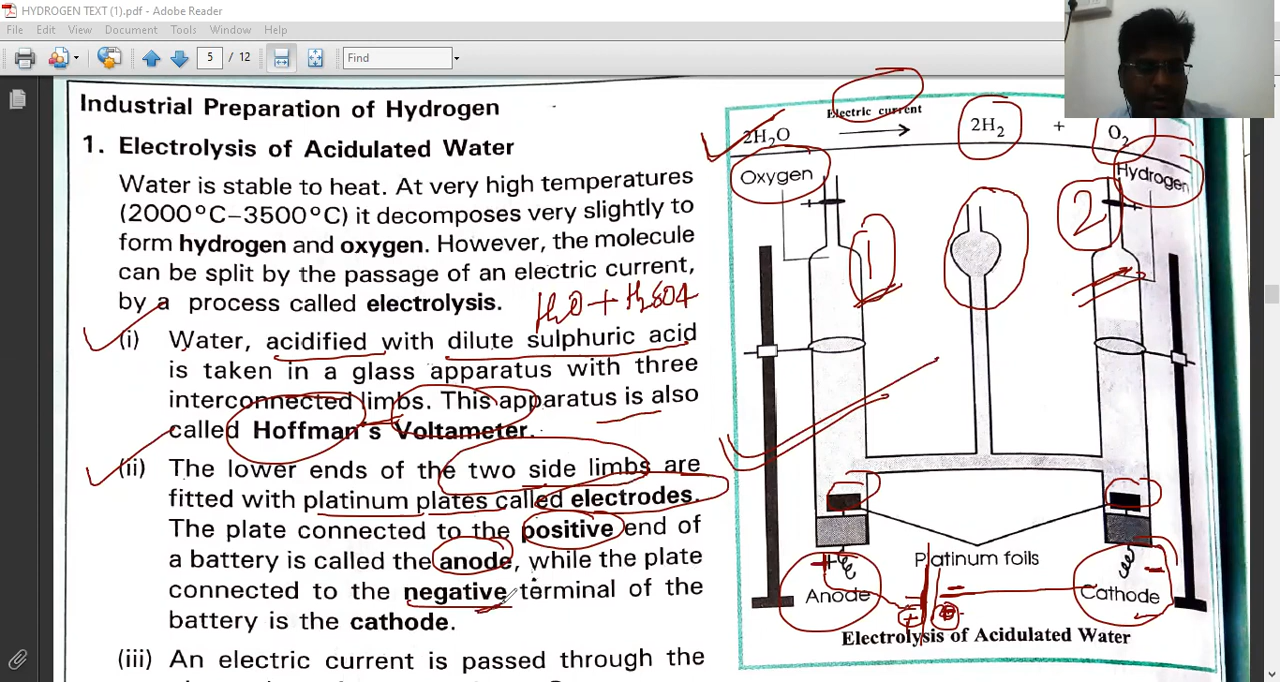 HYDROGEN TEXT (1).pdf - Adobe Reader
File Edit View Document Tools Window Help
5 / 12 Find
Industrial Preparation of Hydrogen
1. Electrolysis of Acidulated Water
Water is stable to heat. At very high temperatures
(2000°C–3500°C) it decomposes very slightly to
form hydrogen and oxygen. However, the molecule
can be split by the passage of an electric current,
by a process called electrolysis.
H2O + H2SO4
(i) Water, acidified with dilute sulphuric acid
is taken in a glass apparatus with three
interconnected limbs. This apparatus is also
called Hoffman's Voltameter.
(ii) The lower ends of the two side limbs are
fitted with platinum plates called electrodes.
The plate connected to the positive end of
a battery is called the anode, while the plate
connected to the negative terminal of the
battery is the cathode.
(iii) An electric current is passed through the
Electric current
2H2O → 2H2 + O2
Oxygen
Hydrogen
1
2
Platinum foils
+
−
Anode
Cathode
+
Electrolysis of Acidulated Water